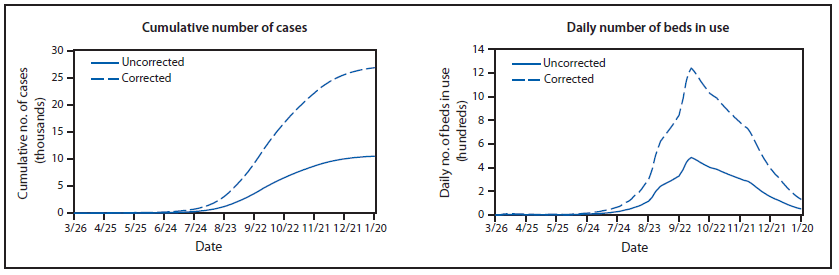 Cumulative number of cases
Cumulative no. of cases
(thousands)
30
25
20
15
10
5
0
Uncorrected
Corrected
3/26 4/25 5/25 6/24 7/24 8/23 9/22 10/22 11/21 12/21 1/20
Date
Daily number of beds in use
Daily no. of beds in use
(hundreds)
14
12
10
8
6
4
2
0
Uncorrected
Corrected
3/26 4/25 5/25 6/24 7/24 8/23 9/22 10/22 11/21 12/21 1/20
Date